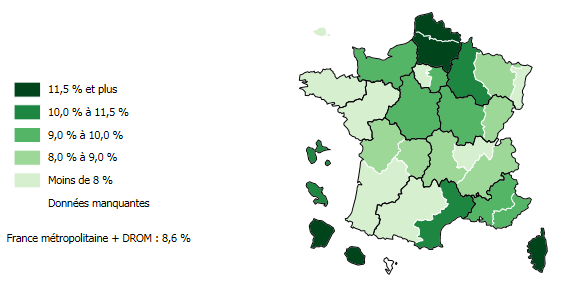 11,5 % et plus
10,0 % à 11,5 %
9,0 % à 10,0 %
8,0 % à 9,0 %
Moins de 8 %
Données manquantes
France métropolitaine + DROM : 8,6 %